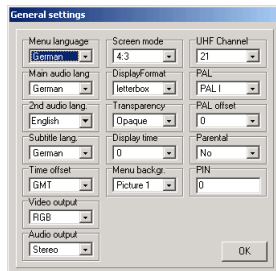 General settings
Menu language
German
Main audio lang
German
2nd audio lang.
English
Subtitle lang.
German
Time offset
GMT
Video output
RGB
Audio output
Stereo
Screen mode
4:3
DisplayFormat
letterbox
Transparency
Opaque
Display time
0
Menu backgr.
Picture 1
UHF Channel
21
PAL
PAL I
PAL offset
0
Parental
No
PIN
0
OK